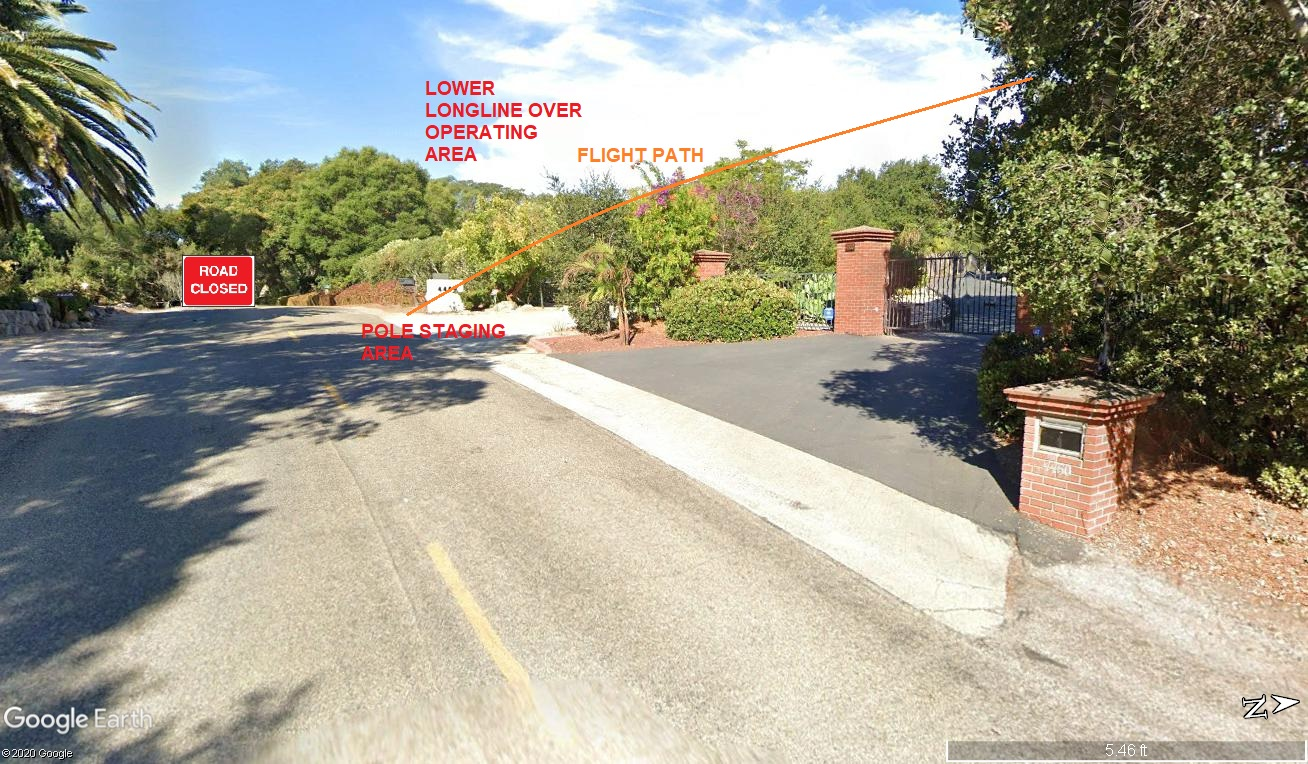 LOWER
LONGLINE OVER
OPERATING
AREA
FLIGHT PATH
ROAD
CLOSED
POLE STAGING
AREA
Google Earth
©2020 Google
N
5.46 ft